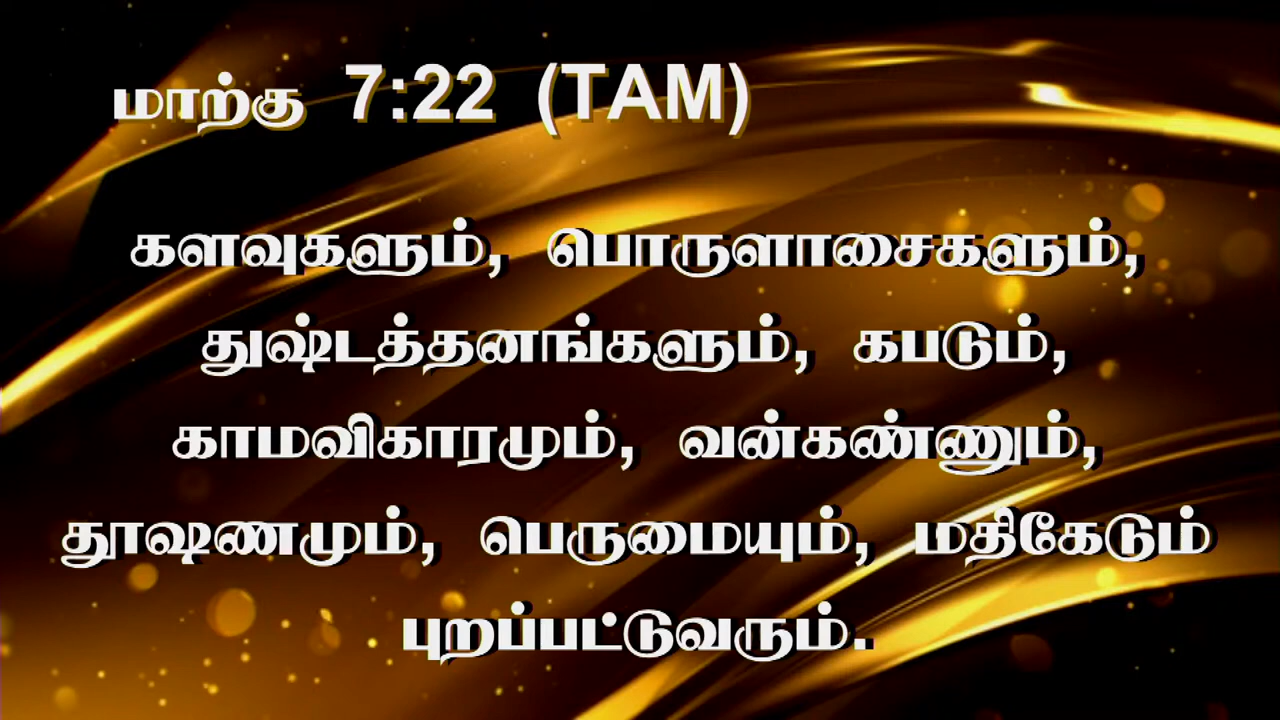 மாற்கு 7:22 (TAM)
களவுகளும், பொருளாசைகளும்,
துஷ்டத்தனங்களும், கபடும்,
காமவிகாரமும், வன்கண்ணும்,
தூஷணமும், பெருமையும், மதிகேடும்
புறப்பட்டுவரும்.